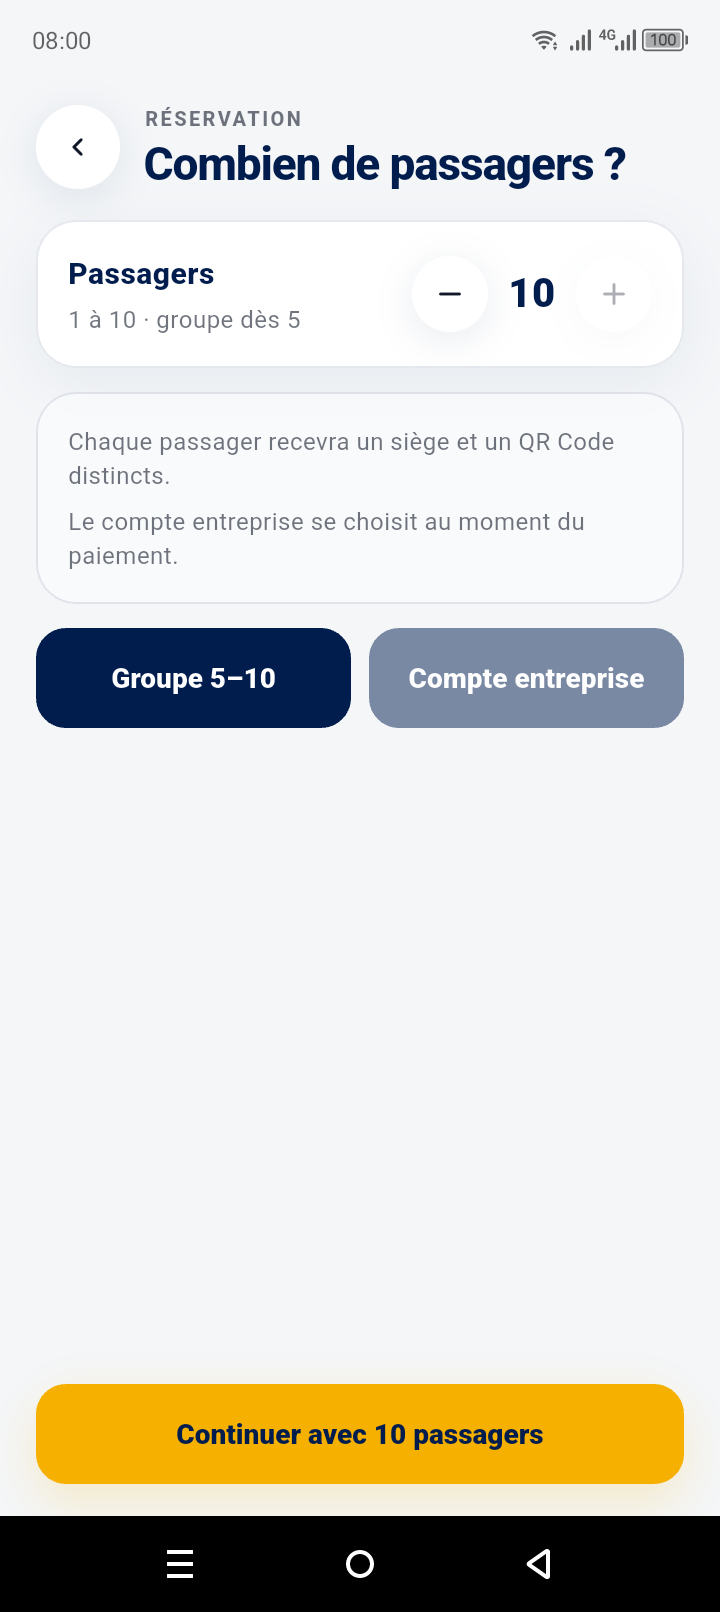 08:00
4G
100
RÉSERVATION
Combien de passagers ?
Passagers
1 à 10 · groupe dès 5
10
Chaque passager recevra un siège et un QR Code
distincts.
Le compte entreprise se choisit au moment du
paiement.
Groupe 5–10
Compte entreprise
Continuer avec 10 passagers